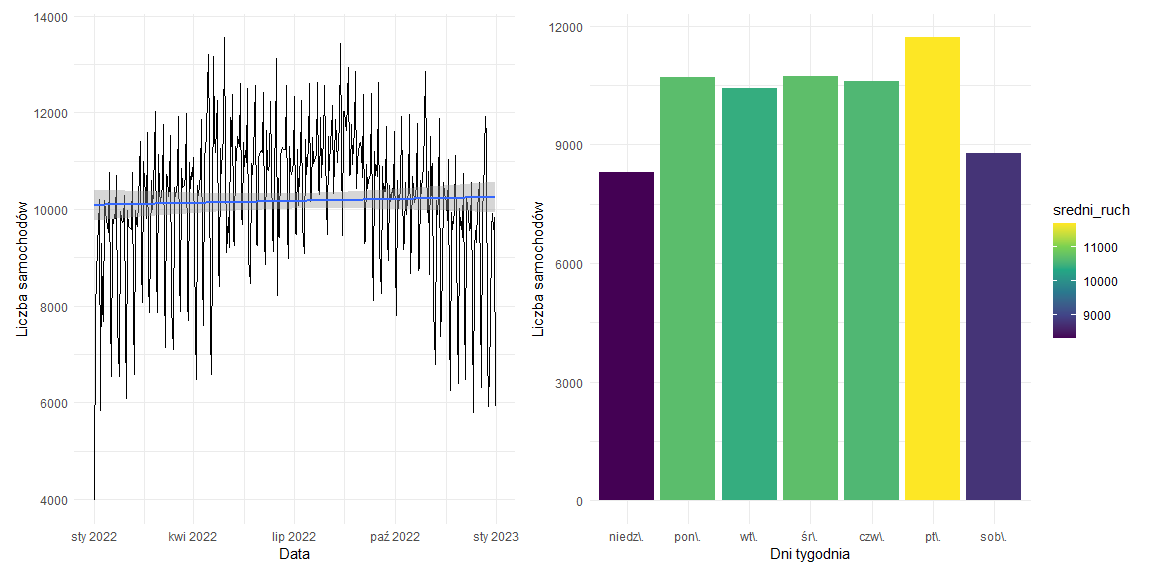 14000
12000
10000
8000
6000
4000
Liczba samochodów
sty 2022
kwi 2022
lip 2022
paź 2022
sty 2023
Data
12000
9000
6000
3000
0
Liczba samochodów
niedz\.
pon\.
wt\.
śr\.
czw\.
pt\.
sob\.
Dni tygodnia
sredni_ruch
11000
10000
9000